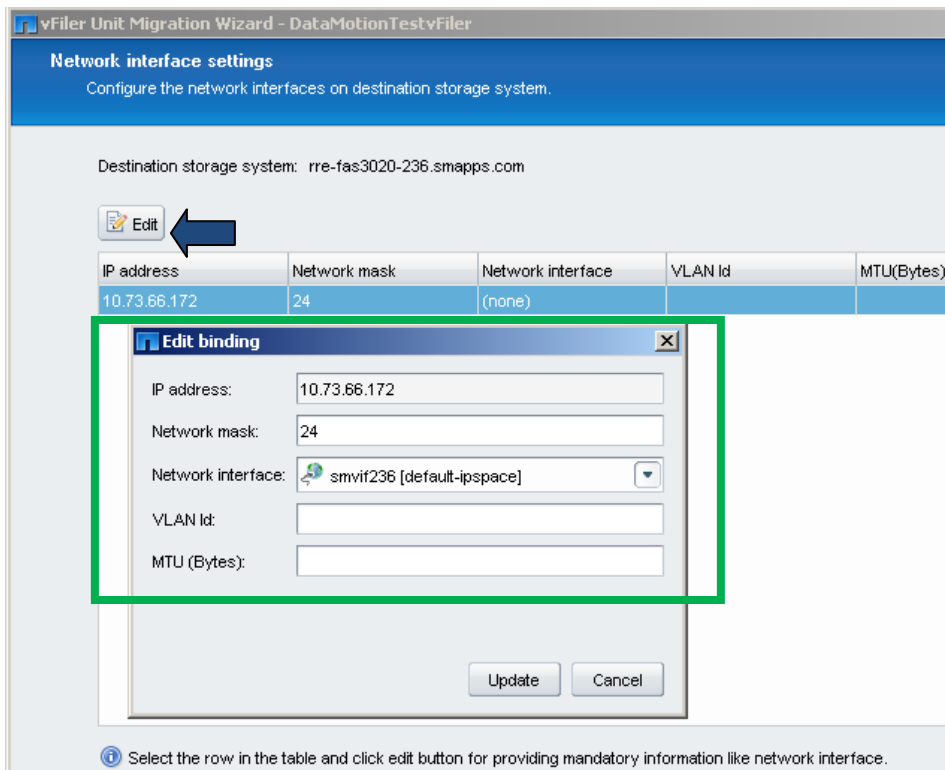 vFiler Unit Migration Wizard - DataMotionTestvFiler
Network interface settings
Configure the network interfaces on destination storage system.
Destination storage system: rre-fas3020-236.smapps.com
Edit
IP address Network mask Network interface VLAN Id MTU(Bytes)
10.73.66.172 24 (none)
Edit binding
IP address: 10.73.66.172
Network mask: 24
Network interface: smvif236 [default-ipspace]
VLAN Id:
MTU (Bytes):
Update Cancel
Select the row in the table and click edit button for providing mandatory information like network interface.